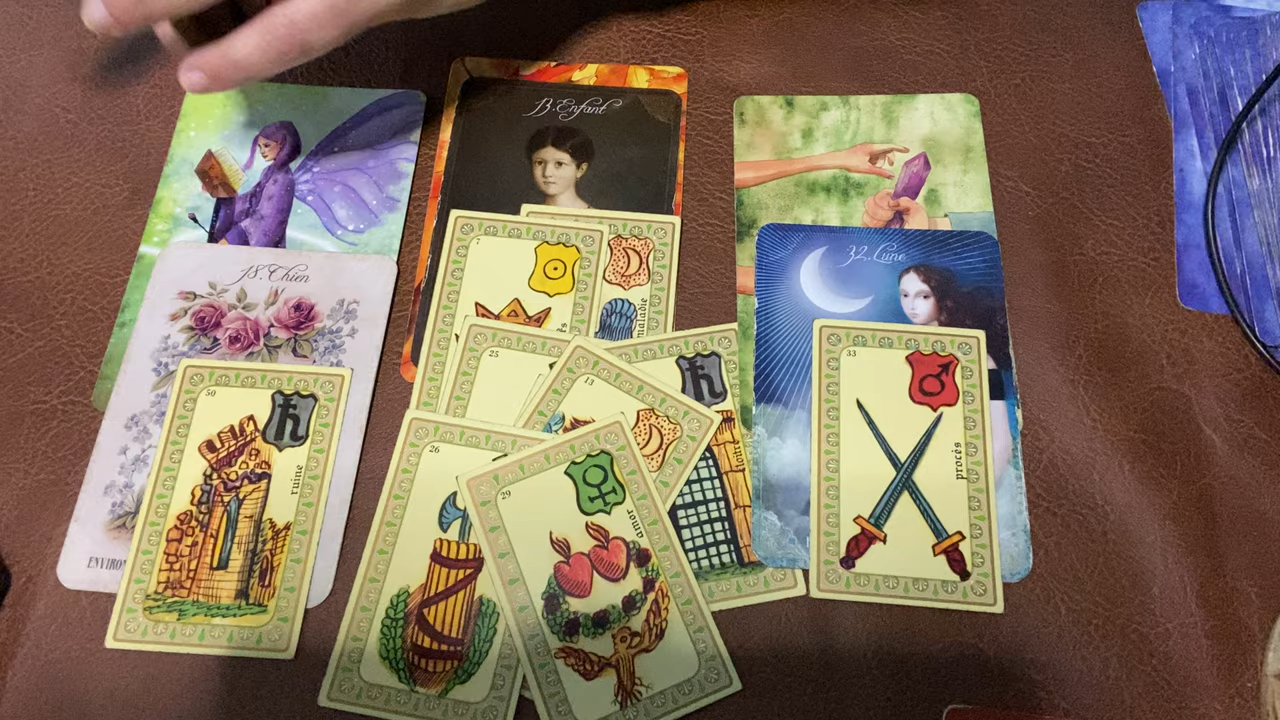 13.Enfant
32.Lune
18.Chien
7
maladie
25
33
13
procès
50
ruine
26
29
amor
ENVIRON